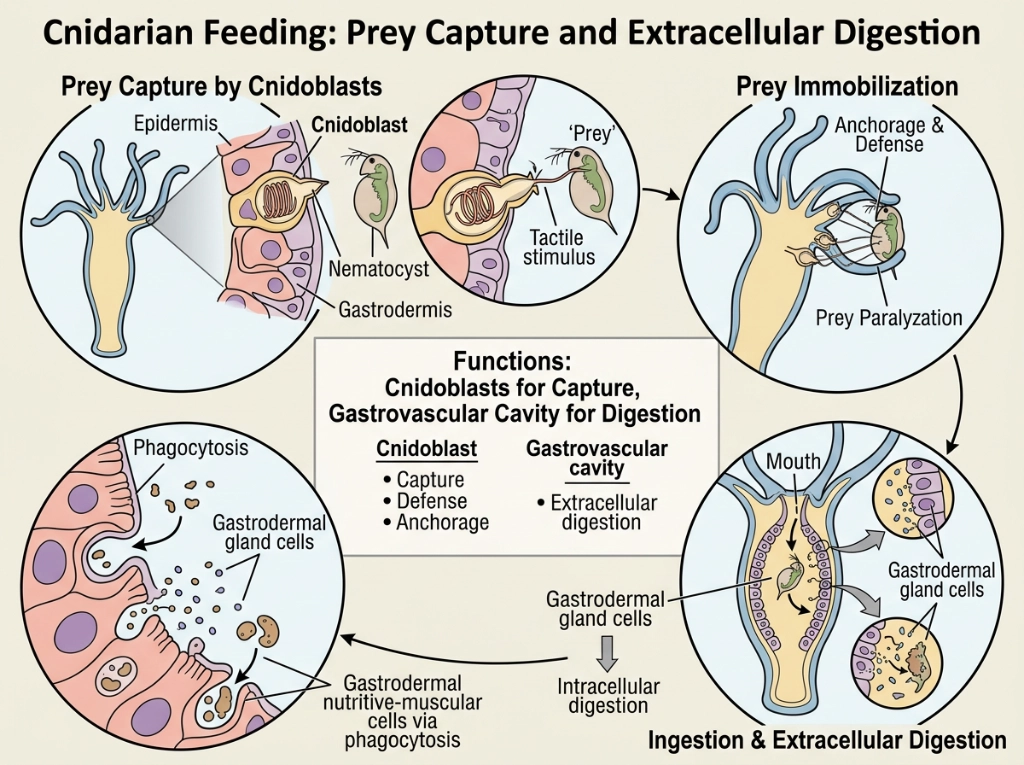 Cnidarian Feeding: Prey Capture and Extracellular Digestion
Prey Capture by Cnidoblasts
Epidermis
Cnidoblast
Nematocyst
Gastrodermis
'Prey'
Tactile
stimulus
Prey Immobilization
Anchorage &
Defense
Prey Paralyzation
Functions:
Cnidoblasts for Capture,
Gastrovascular Cavity for Digestion
Cnidoblast
• Capture
• Defense
• Anchorage
Gastrovascular
cavity
• Extracellular
digestion
Phagocytosis
Gastrodermal
gland cells
Gastrodermal
nutritive-muscular
cells via
phagocytosis
Gastrodermal
gland cells
Intracellular
digestion
Mouth
Gastrodermal
gland cells
Ingestion & Extracellular Digestion